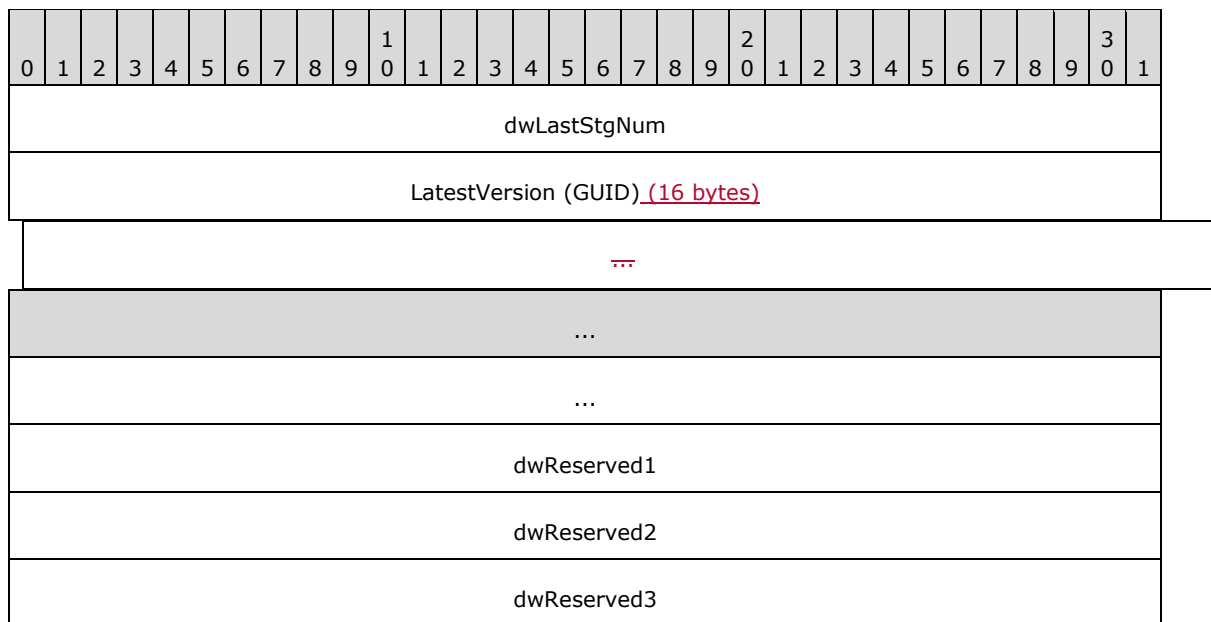 1 2 3
0 1 2 3 4 5 6 7 8 9 0 1 2 3 4 5 6 7 8 9 0 1 2 3 4 5 6 7 8 9 0 1
dwLastStgNum
LatestVersion (GUID) (16 bytes)
...
...
...
dwReserved1
dwReserved2
dwReserved3